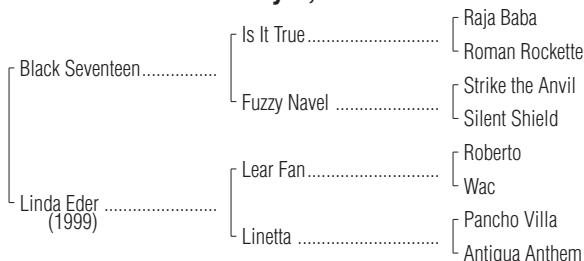 Raja Baba
Is It True
Roman Rockette
Black Seventeen
Strike the Anvil
Fuzzy Navel
Silent Shield
Roberto
Lear Fan
Wac
Linda Eder
(1999)
Pancho Villa
Linetta
Antigua Anthem